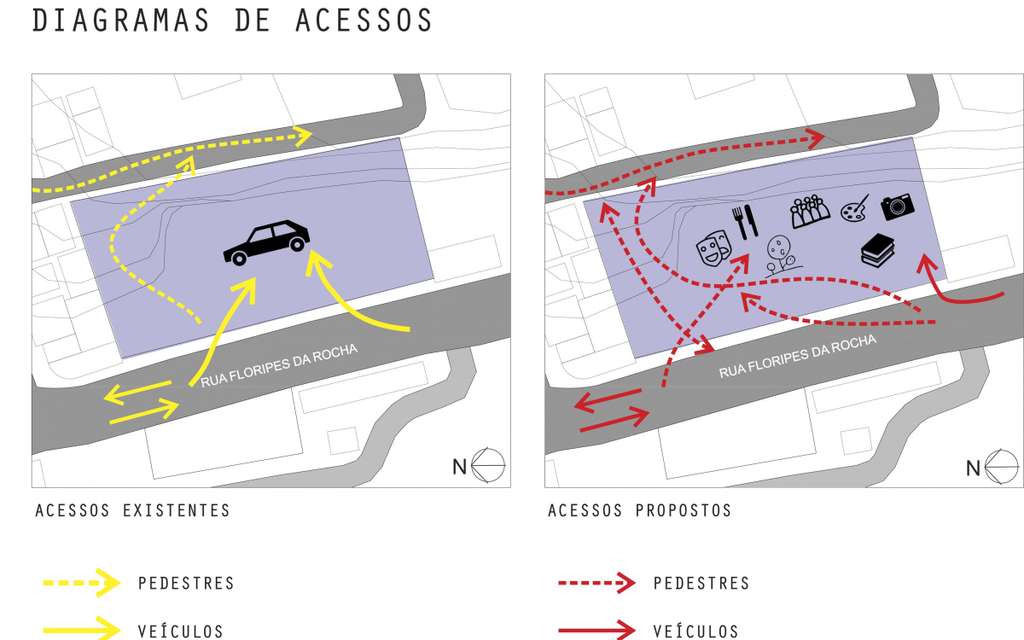 DIAGRAMAS DE ACESSOS
RUA FLORIPES DA ROCHA
N
ACESSOS EXISTENTES
PEDESTRES
VEÍCULOS
RUA FLORIPES DA ROCHA
N
ACESSOS PROPOSTOS
PEDESTRES
VEÍCULOS